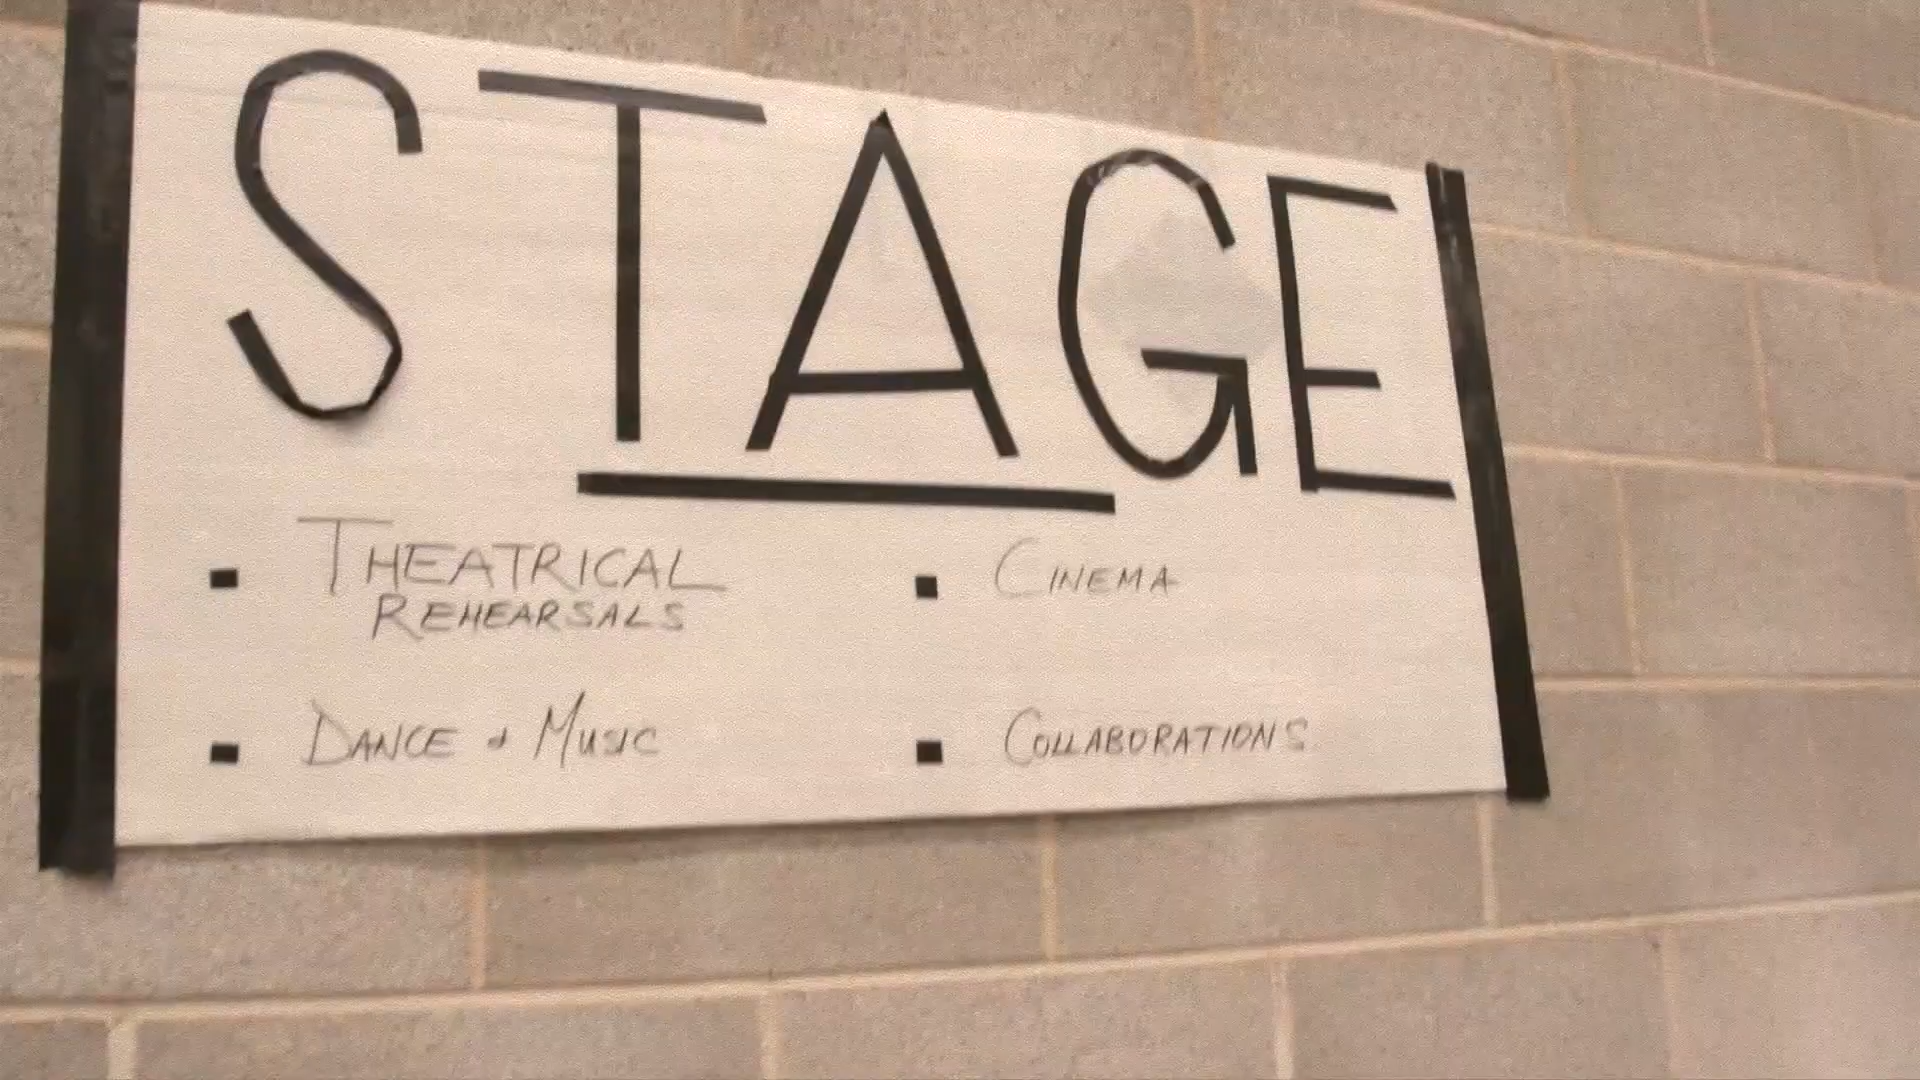 STAGE
THEATRICAL
REHEARSALS
CINEMA
DANCE & MUSIC
COLLABORATIONS